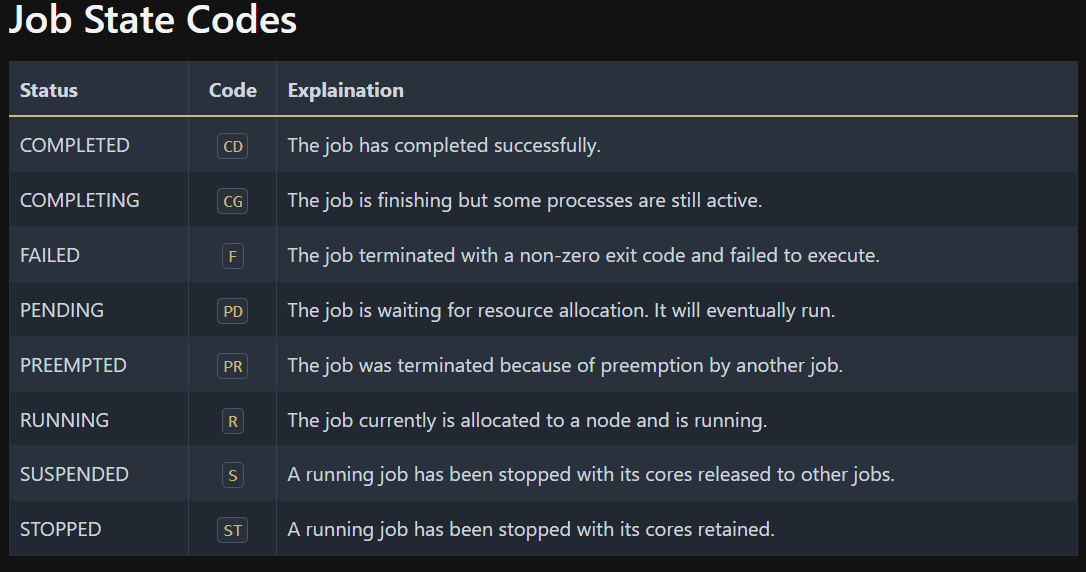 Job State Codes
Status Code Explaination
COMPLETED CD The job has completed successfully.
COMPLETING CG The job is finishing but some processes are still active.
FAILED F The job terminated with a non-zero exit code and failed to execute.
PENDING PD The job is waiting for resource allocation. It will eventually run.
PREEMPTED PR The job was terminated because of preemption by another job.
RUNNING R The job currently is allocated to a node and is running.
SUSPENDED S A running job has been stopped with its cores released to other jobs.
STOPPED ST A running job has been stopped with its cores retained.